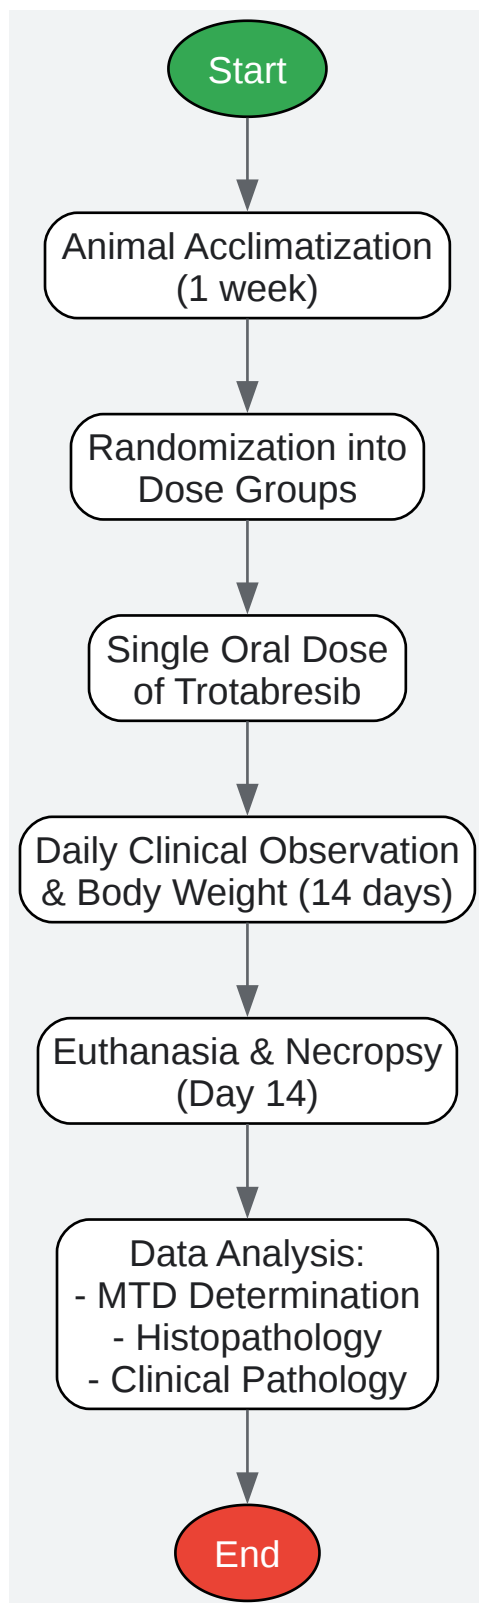 Start
Animal Acclimatization
(1 week)
Randomization into
Dose Groups
Single Oral Dose
of Trotabresib
Daily Clinical Observation
& Body Weight (14 days)
Euthanasia & Necropsy
(Day 14)
Data Analysis:
- MTD Determination
- Histopathology
- Clinical Pathology
End